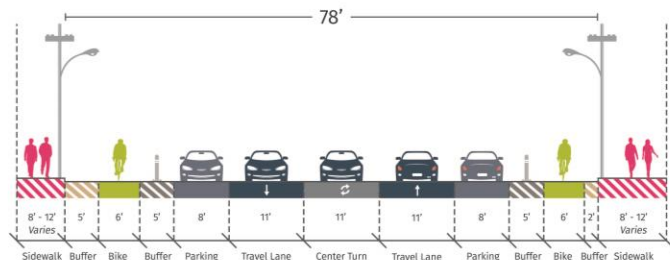 78’
8’ - 12’ 5’ 6’ 5’ 8’ 11’ 11’ 11’ 8’ 5’ 6’ 2’ 8’ - 12’
Varies Varies
Sidewalk Buffer Bike Buffer Parking Travel Lane Center Turn Travel Lane Parking Buffer Bike Buffer Sidewalk